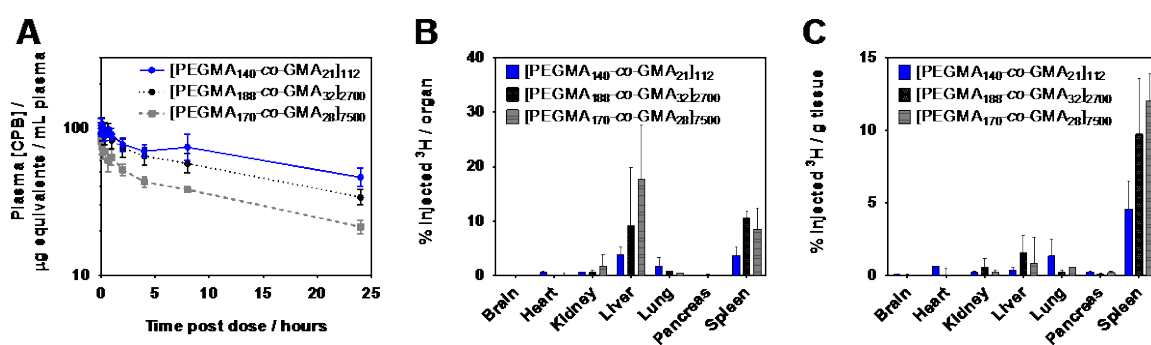 A
[PEGMA140-co-GMA21]112
[PEGMA188-co-GMA32]2700
[PEGMA170-co-GMA28]7500
Plasma [CPB] /
µg equivalents / mL plasma
100
10
0 5 10 15 20 25
Time post dose / hours
B
[PEGMA140-co-GMA21]112
[PEGMA188-co-GMA32]2700
[PEGMA170-co-GMA28]7500
% Injected ³H / organ
40
30
20
10
0
Brain
Heart
Kidney
Liver
Lung
Pancreas
Spleen
C
[PEGMA140-co-GMA21]112
[PEGMA188-co-GMA32]2700
[PEGMA170-co-GMA28]7500
% Injected ³H / g tissue
15
10
5
0
Brain
Heart
Kidney
Liver
Lung
Pancreas
Spleen